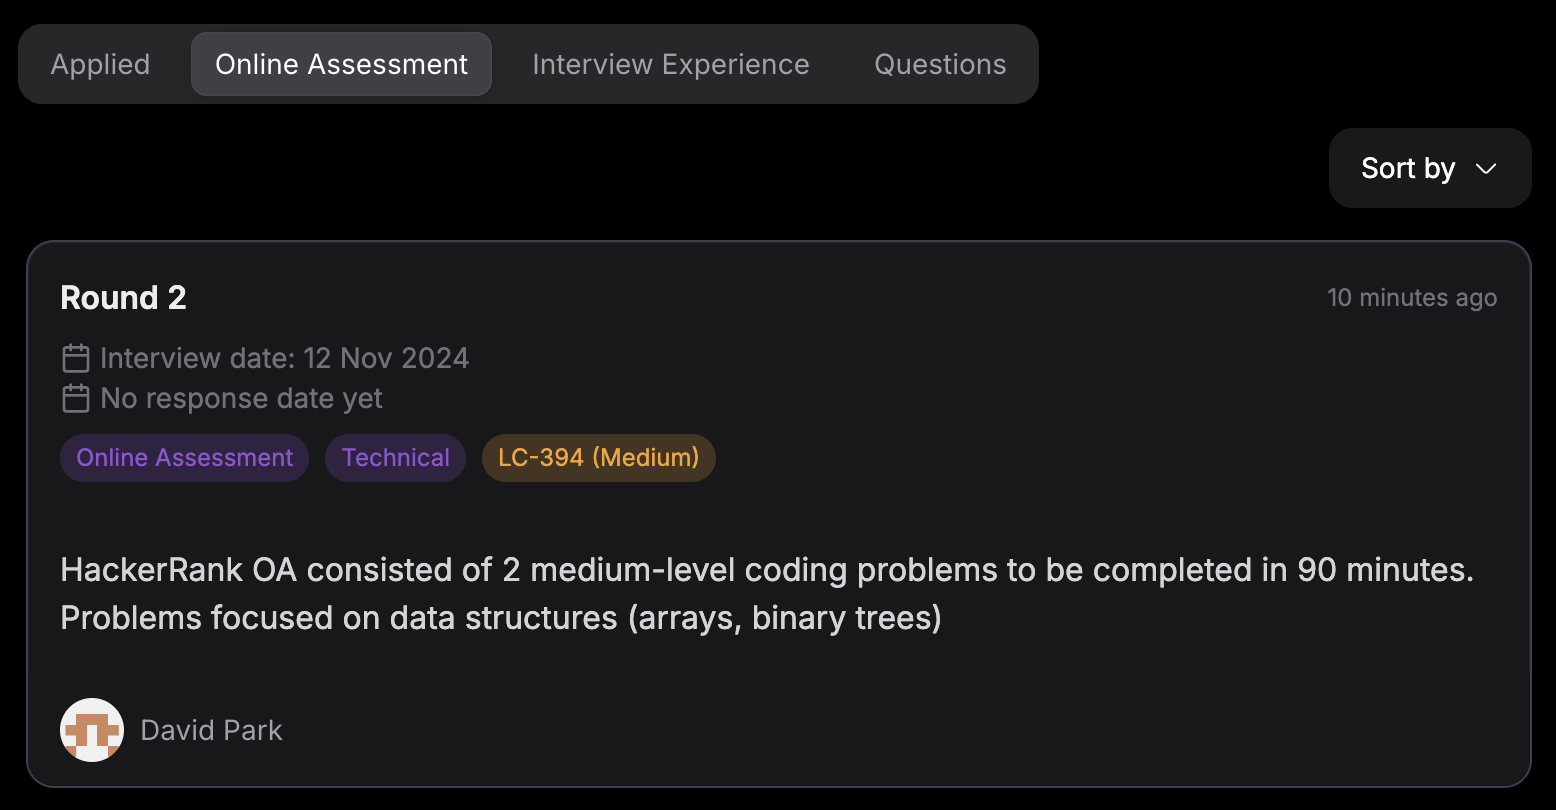 Applied
Online Assessment
Interview Experience
Questions
Sort by
Round 2
10 minutes ago
Interview date: 12 Nov 2024
No response date yet
Online Assessment
Technical
LC-394 (Medium)
HackerRank OA consisted of 2 medium-level coding problems to be completed in 90 minutes.
Problems focused on data structures (arrays, binary trees)
David Park